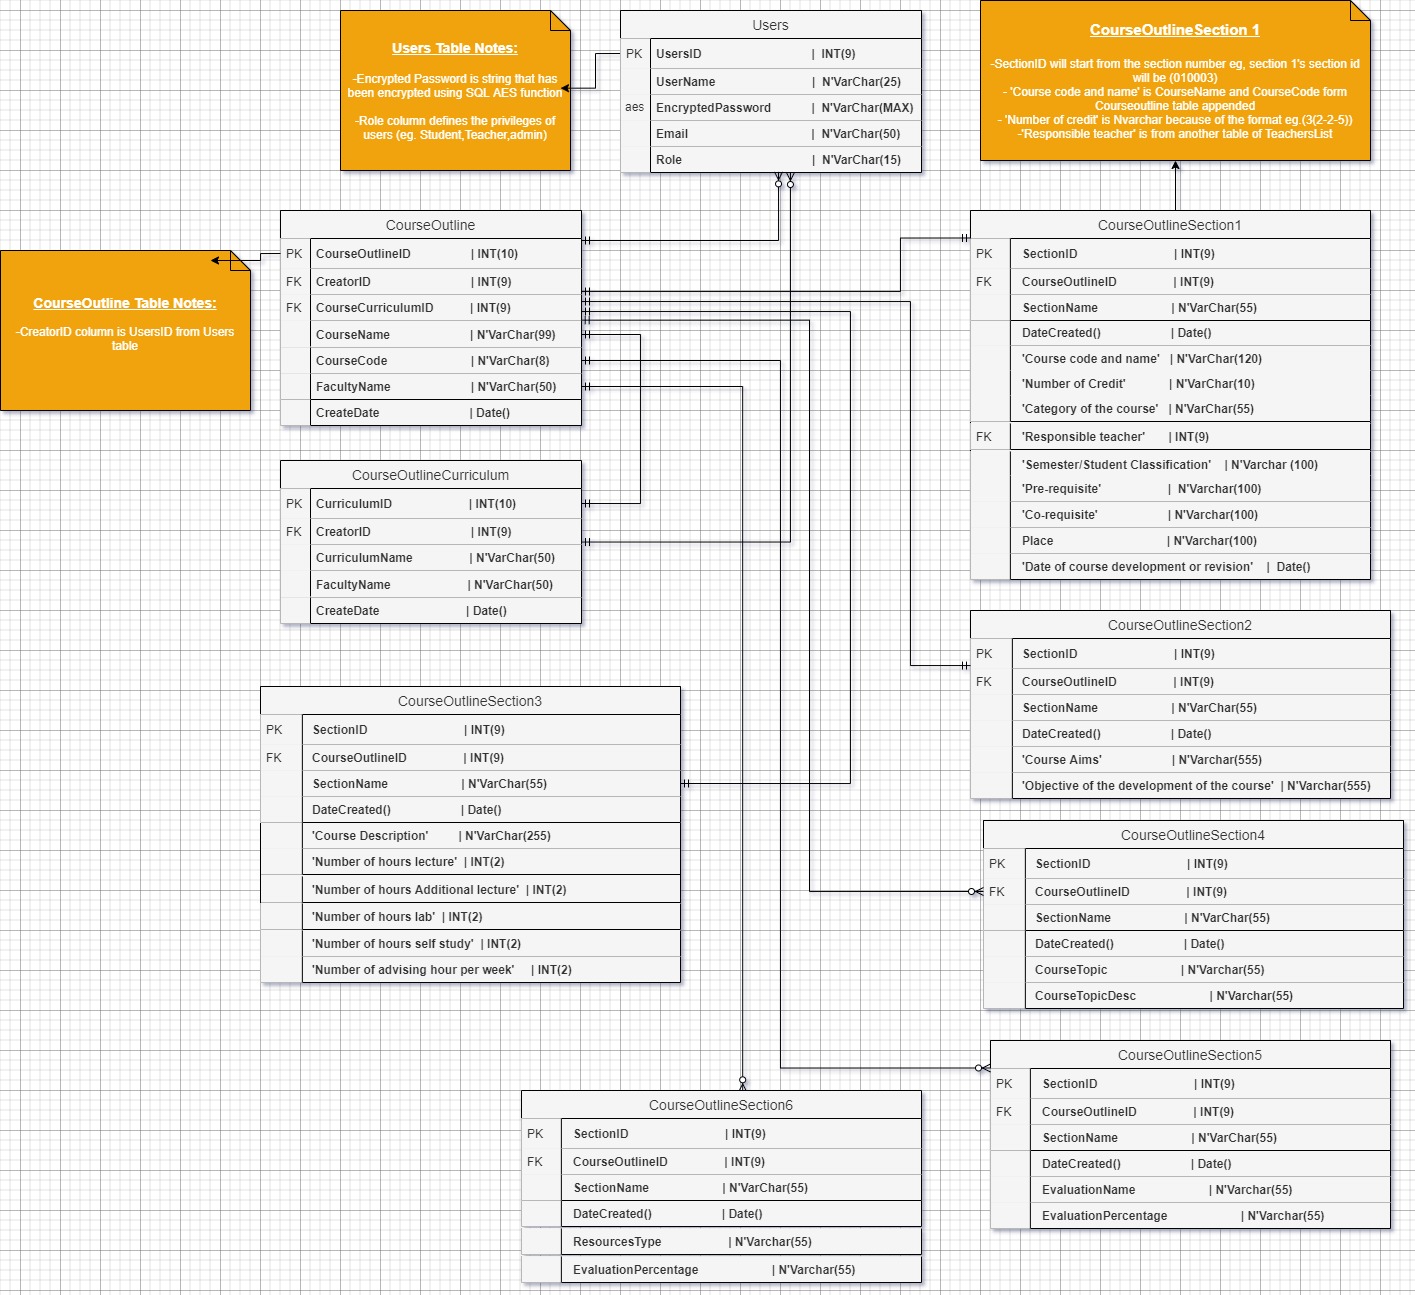 Users Table Notes:
-Encrypted Password is string that has
been encrypted using SQL AES function
-Role column defines the privileges of
users (eg. Student,Teacher,admin)
Users
PK UsersID | INT(9)
UserName | N'VarChar(25)
aes EncryptedPassword | N'VarChar(MAX)
Email | N'VarChar(50)
Role | N'VarChar(15)
CourseOutlineSection 1
-SectionID will start from the section number eg, section 1's section id
will be (010003)
- 'Course code and name' is CourseName and CourseCode form
Courseoutline table appended
- 'Number of credit' is Nvarchar because of the format eg.(3(2-2-5))
-'Responsible teacher' is from another table of TeachersList
CourseOutline Table Notes:
-CreatorID column is UsersID from Users
table
CourseOutline
PK CourseOutlineID | INT(10)
FK CreatorID | INT(9)
FK CourseCurriculumID | INT(9)
CourseName | N'VarChar(99)
CourseCode | N'VarChar(8)
FacultyName | N'VarChar(50)
CreateDate | Date()
CourseOutlineCurriculum
PK CurriculumID | INT(10)
FK CreatorID | INT(9)
CurriculumName | N'VarChar(50)
FacultyName | N'VarChar(50)
CreateDate | Date()
CourseOutlineSection1
PK SectionID | INT(9)
FK CourseOutlineID | INT(9)
SectionName | N'VarChar(55)
DateCreated() | Date()
'Course code and name' | N'VarChar(120)
'Number of Credit' | N'VarChar(10)
'Category of the course' | N'VarChar(55)
FK 'Responsible teacher' | INT(9)
'Semester/Student Classification' | N'Varchar (100)
'Pre-requisite' | N'Varchar(100)
'Co-requisite' | N'Varchar(100)
Place | N'Varchar(100)
'Date of course development or revision' | Date()
CourseOutlineSection2
PK SectionID | INT(9)
FK CourseOutlineID | INT(9)
SectionName | N'VarChar(55)
DateCreated() | Date()
'Course Aims' | N'Varchar(555)
'Objective of the development of the course' | N'Varchar(555)
CourseOutlineSection3
PK SectionID | INT(9)
FK CourseOutlineID | INT(9)
SectionName | N'VarChar(55)
DateCreated() | Date()
'Course Description' | N'VarChar(255)
'Number of hours lecture' | INT(2)
'Number of hours Additional lecture' | INT(2)
'Number of hours lab' | INT(2)
'Number of hours self study' | INT(2)
'Number of advising hour per week' | INT(2)
CourseOutlineSection4
PK SectionID | INT(9)
FK CourseOutlineID | INT(9)
SectionName | N'VarChar(55)
DateCreated() | Date()
CourseTopic | N'Varchar(55)
CourseTopicDesc | N'Varchar(55)
CourseOutlineSection5
PK SectionID | INT(9)
FK CourseOutlineID | INT(9)
SectionName | N'VarChar(55)
DateCreated() | Date()
EvaluationName | N'Varchar(55)
EvaluationPercentage | N'Varchar(55)
CourseOutlineSection6
PK SectionID | INT(9)
FK CourseOutlineID | INT(9)
SectionName | N'VarChar(55)
DateCreated() | Date()
ResourcesType | N'Varchar(55)
EvaluationPercentage | N'Varchar(55)